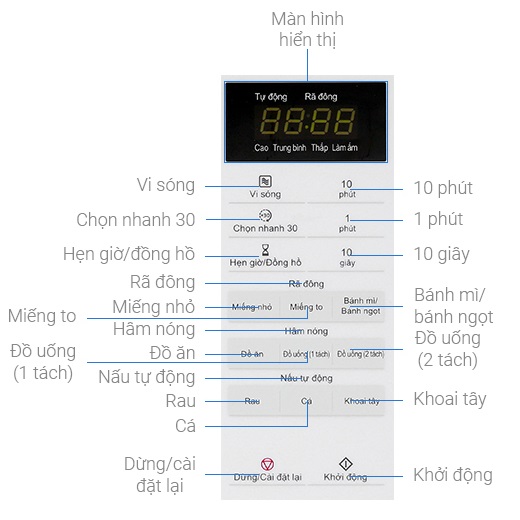 Màn hình
hiển thị
Tự động Rã đông
88:88
Cao Trung bình Thấp Làm ấm
Vi sóng
Vi sóng
10
phút
10 phút
Chọn nhanh 30
+30
Chọn nhanh 30
1
phút
1 phút
Hẹn giờ/đồng hồ
Hẹn giờ/Đồng hồ
10
giây
10 giây
Rã đông
Rã đông
Miếng to
Miếng nhỏ
Miếng nhỏ
Miếng to
Bánh mì/
Bánh ngọt
Bánh mì/
bánh ngọt
Hâm nóng
Hâm nóng
Đồ uống
(1 tách)
Đồ ăn
Đồ ăn
Đồ uống (1 tách)
Đồ uống (2 tách)
Đồ uống
(2 tách)
Nấu tự động
Nấu tự động
Rau
Rau
Cá
Khoai tây
Khoai tây
Cá
Dừng/cài
đặt lại
Dừng/Cài đặt lại
Khởi động
Khởi động